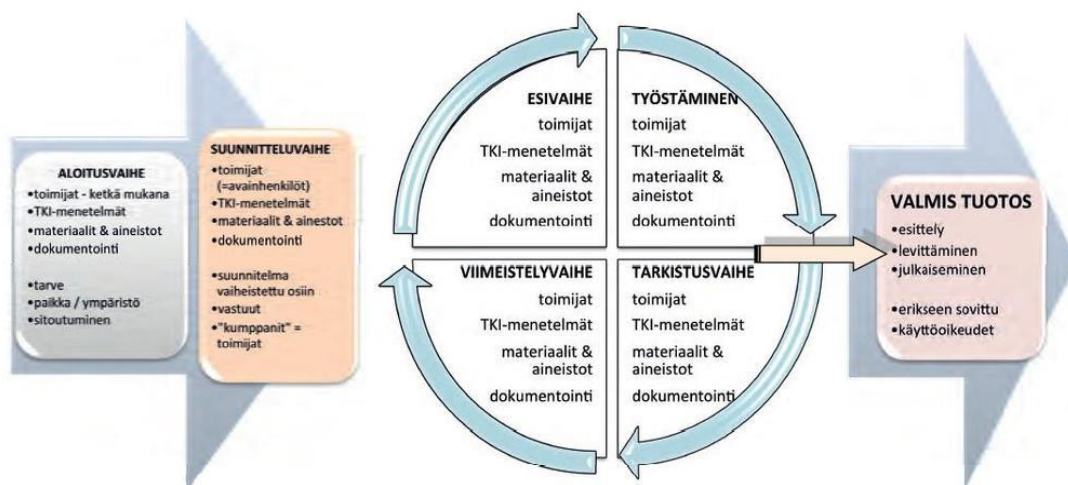 ALOITUSVAIHE
•toimijat - ketkä mukana
•TKI-menetelmät
•materiaalit & aineistot
•dokumentointi
•tarve
•paikka / ympäristö
•sitoutuminen
SUUNNITTELUVAIHE
•toimijat
(=avainhenkilöt)
•TKI-menetelmät
•materiaalit & ainestot
•dokumentointi
•suunnitelma
vaiheistettu osiin
•vastuut
•"kumppanit" =
toimijat
ESIVAIHE
toimijat
TKI-menetelmät
materiaalit &
aineistot
dokumentointi
TYÖSTÄMINEN
toimijat
TKI-menetelmät
materiaalit &
aineistot
dokumentointi
VIIMEISTELYVAIHE
toimijat
TKI-menetelmät
materiaalit &
aineistot
dokumentointi
TARKISTUSVAIHE
toimijat
TKI-menetelmät
materiaalit &
aineistot
dokumentointi
VALMIS TUOTOS
•esittely
•levittäminen
•julkaiseminen
•erikseen sovittu
•käyttöoikeudet